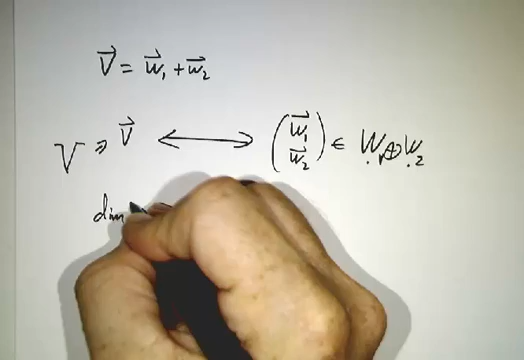 V⃗ = w⃗₁ + w⃗₂
V ∋ V⃗ ⟷ (w⃗₁ w⃗₂) ∈ W₁ ⊕ W₂
dim